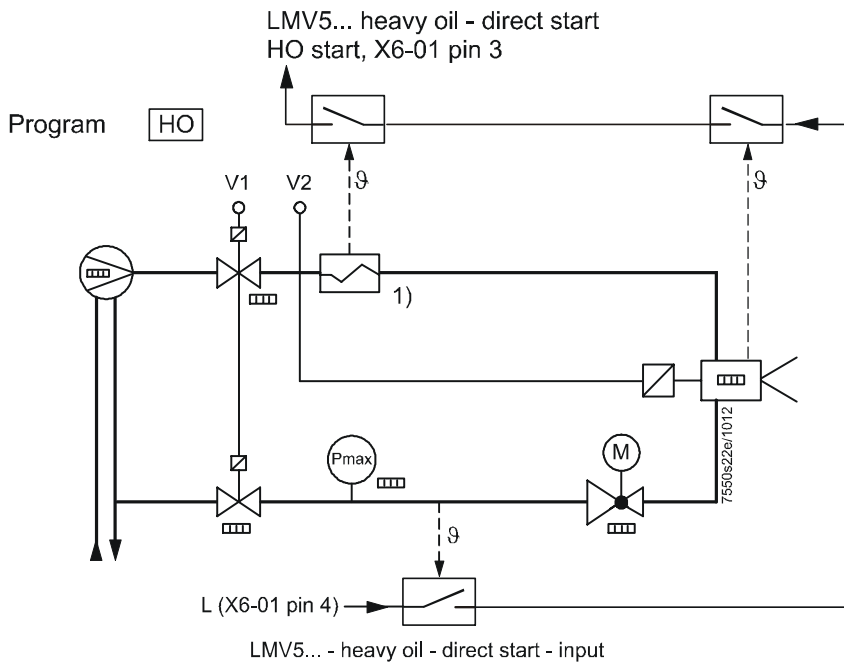 LMV5... heavy oil - direct start
HO start, X6-01 pin 3
Program HO
ϑ ϑ
V1 V2
1)
7550s22e/1012
Pmax M
ϑ
L (X6-01 pin 4)
LMV5... - heavy oil - direct start - input